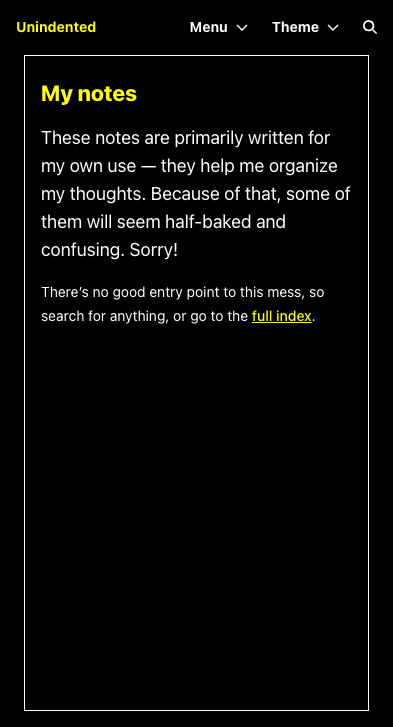 Unindented Menu Theme
My notes
These notes are primarily written for
my own use — they help me organize
my thoughts. Because of that, some of
them will seem half-baked and
confusing. Sorry!
There’s no good entry point to this mess, so
search for anything, or go to the full index.